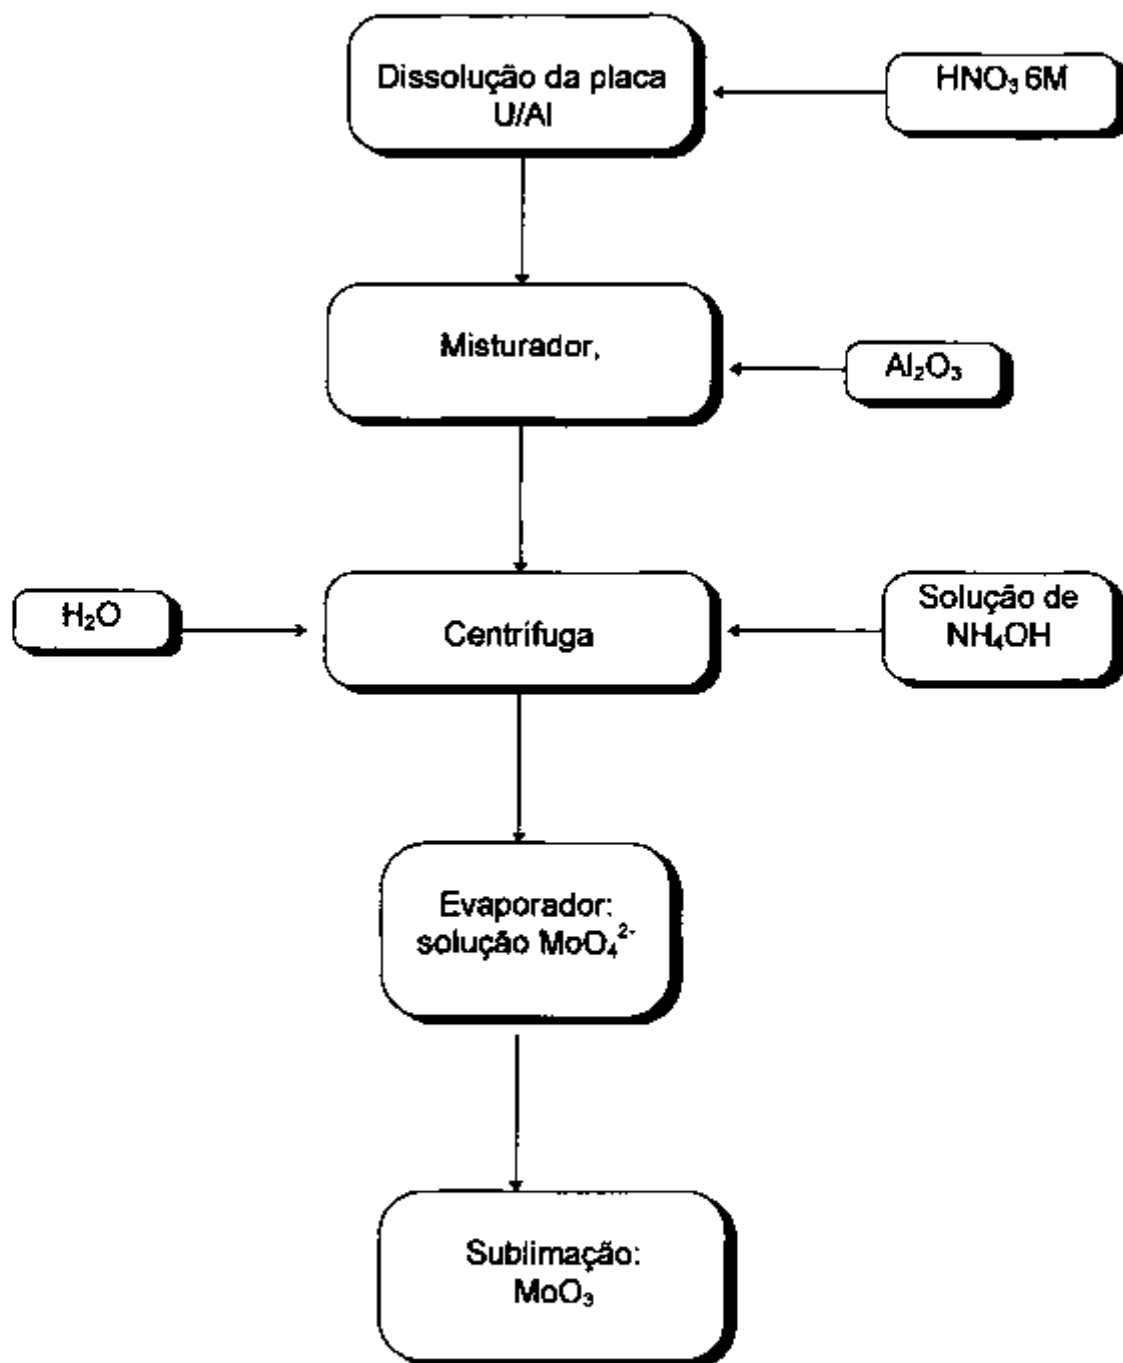 Dissolução da placa
U/Al
HNO₃ 6M
Misturador,
Al₂O₃
H₂O
Centrífuga
Solução de
NH₄OH
Evaporador:
solução MoO₄²⁻
Sublimação:
MoO₃